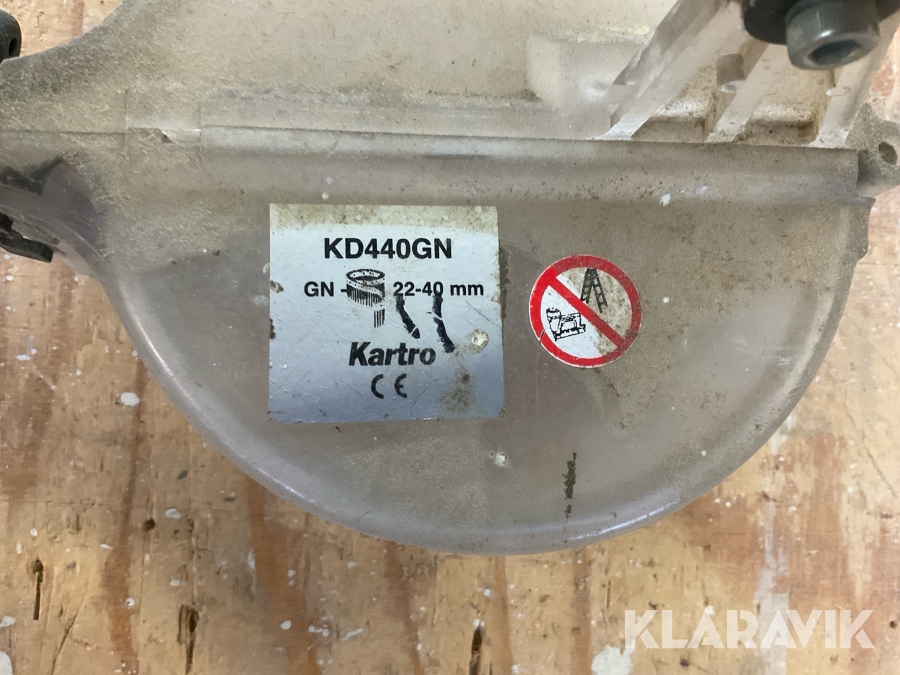 KD440GN
GN - 22-40 mm
Kartro
CE
KLARAVIK